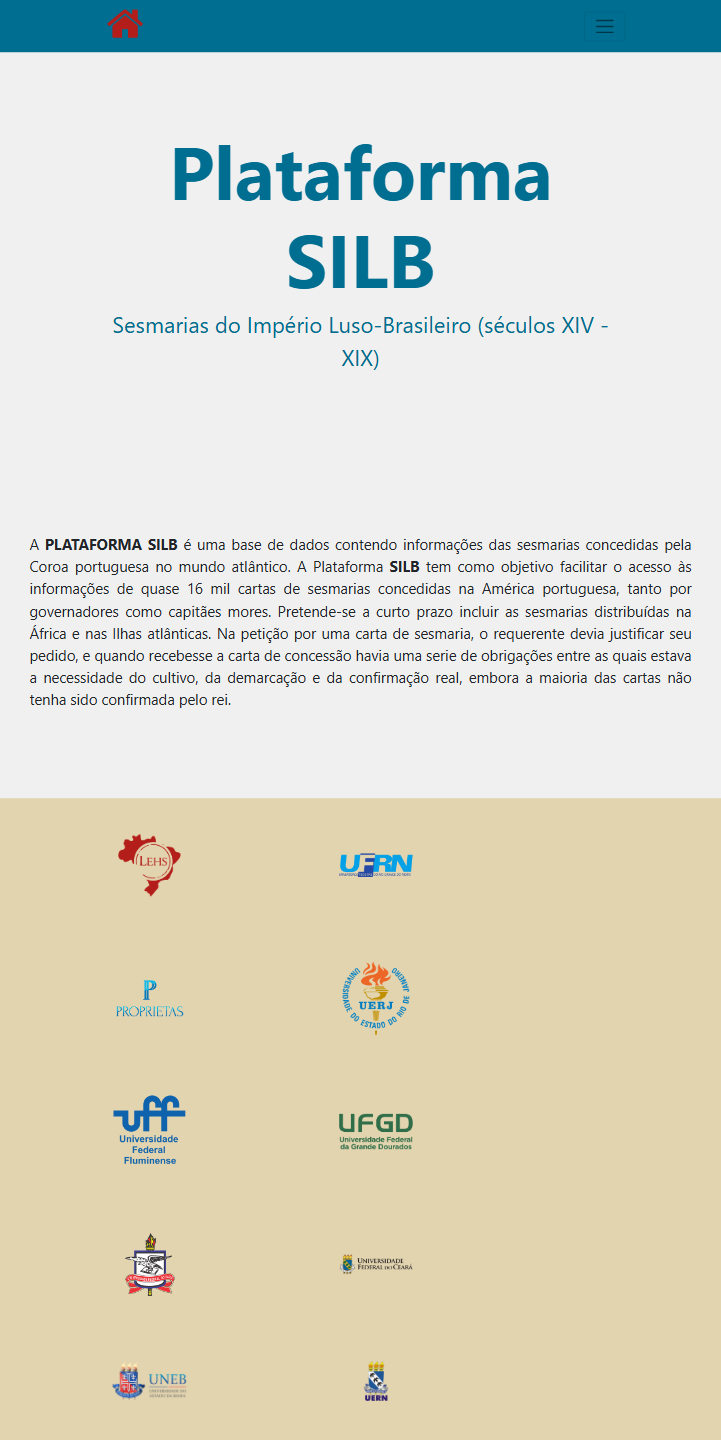 Plataforma
SILB
Sesmarias do Império Luso-Brasileiro (séculos XIV -
XIX)
A PLATAFORMA SILB é uma base de dados contendo informações das sesmarias concedidas pela
Coroa portuguesa no mundo atlântico. A Plataforma SILB tem como objetivo facilitar o acesso às
informações de quase 16 mil cartas de sesmarias concedidas na América portuguesa, tanto por
governadores como capitães mores. Pretende-se a curto prazo incluir as sesmarias distribuídas na
África e nas Ilhas atlânticas. Na petição por uma carta de sesmaria, o requerente devia justificar seu
pedido, e quando recebesse a carta de concessão havia uma serie de obrigações entre as quais estava
a necessidade do cultivo, da demarcação e da confirmação real, embora a maioria das cartas não
tenha sido confirmada pelo rei.
LEHS
UFRN
P
PROPRIETAS
UNIVERSIDADE DO ESTADO DO RIO DE JANEIRO
UERJ
uff
Universidade
Federal
Fluminense
UFGD
Universidade Federal
da Grande Dourados
UNIVERSIDADE
FEDERAL DO CEARÁ
UNEB
UERN